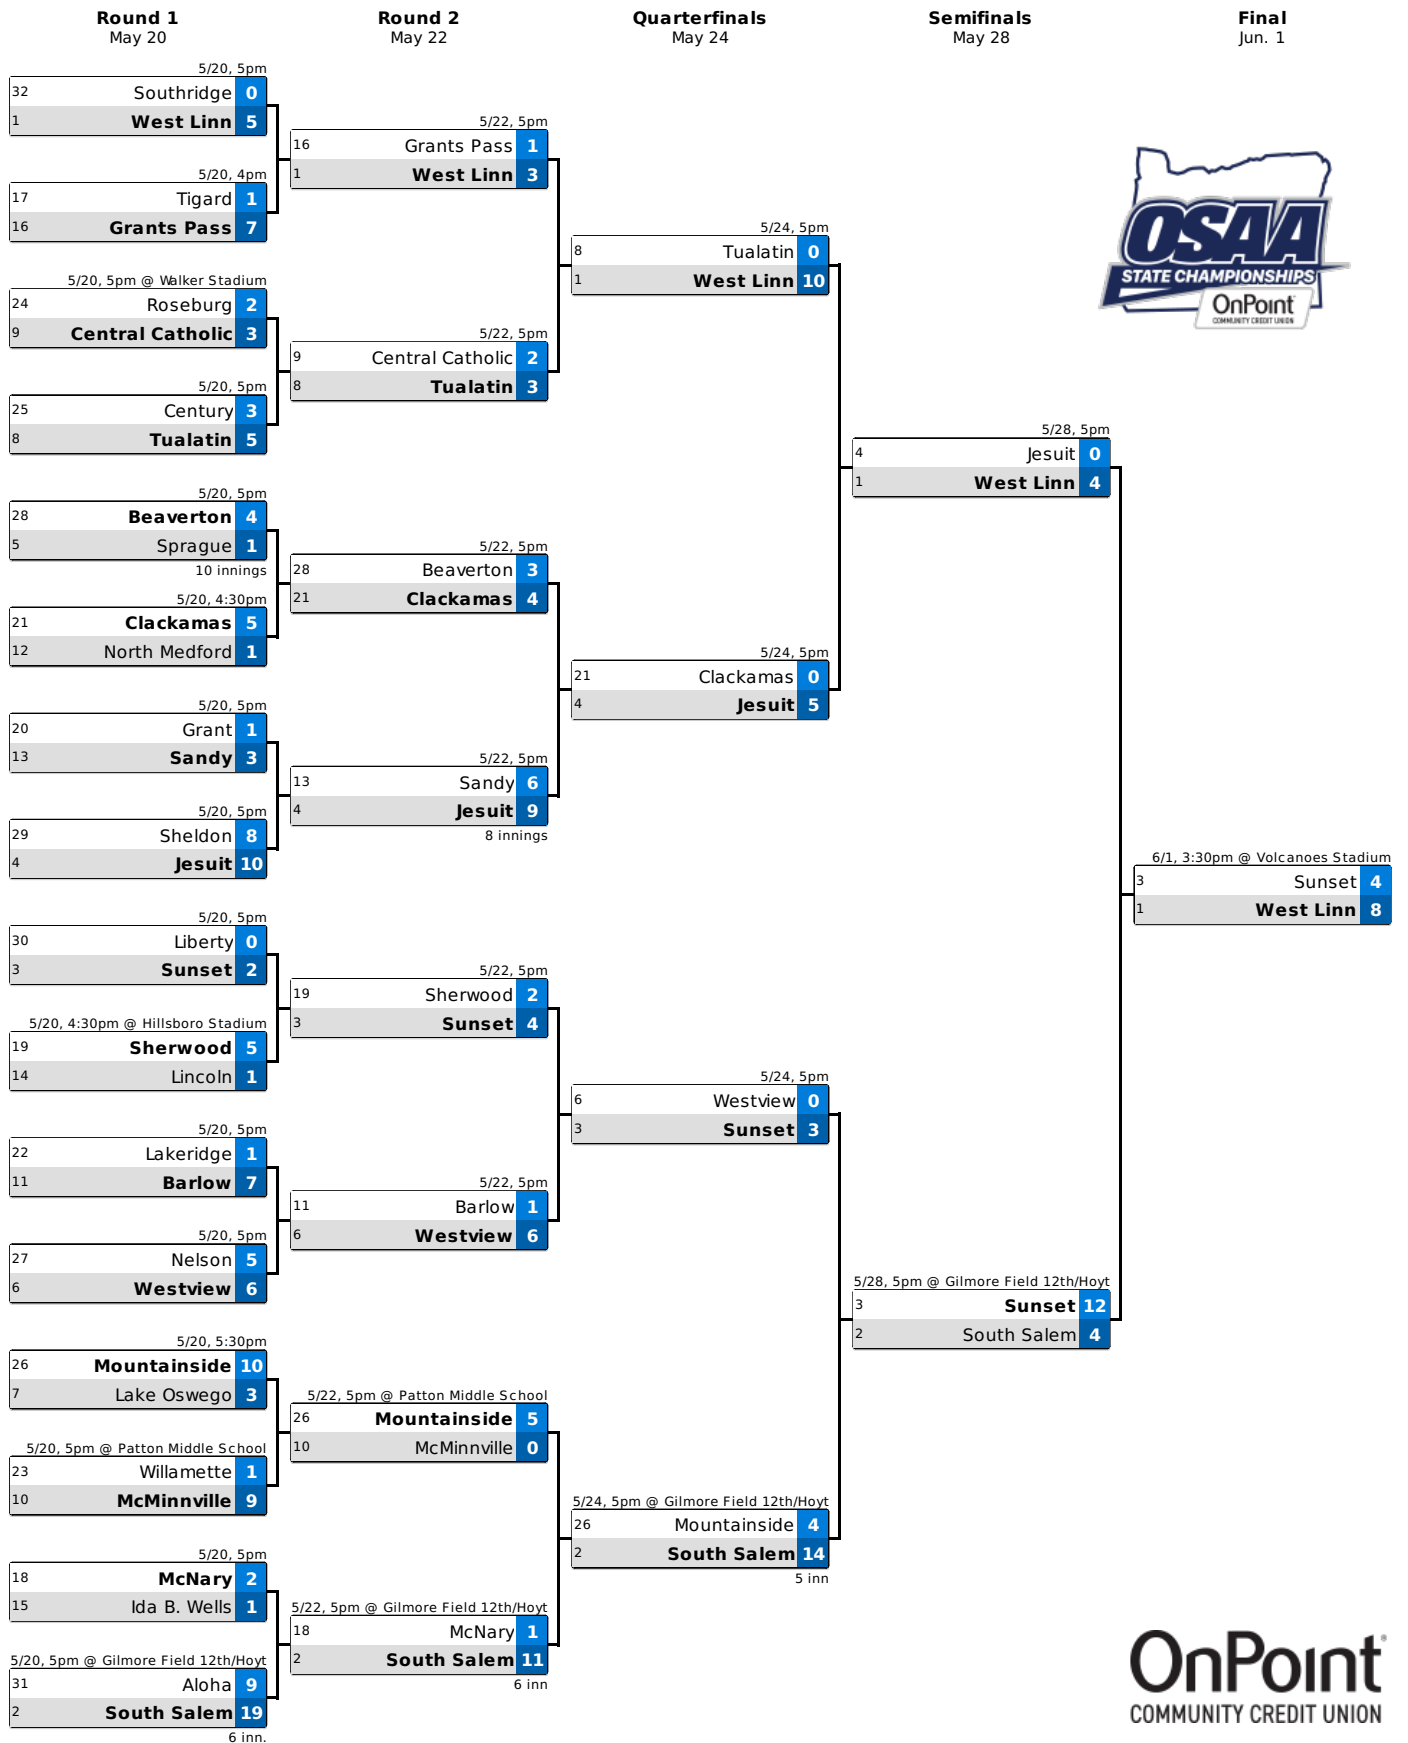 Round 1
May 20
Round 2
May 22
Quarterfinals
May 24
Semifinals
May 28
Final
Jun. 1
5/20, 5pm
32 Southridge 0
1 West Linn 5
5/20, 4pm
17 Tigard 1
16 Grants Pass 7
5/20, 5pm @ Walker Stadium
24 Roseburg 2
9 Central Catholic 3
5/20, 5pm
25 Century 3
8 Tualatin 5
5/20, 5pm
28 Beaverton 4
5 Sprague 1
10 innings
5/20, 4:30pm
21 Clackamas 5
12 North Medford 1
5/20, 5pm
20 Grant 1
13 Sandy 3
5/20, 5pm
29 Sheldon 8
4 Jesuit 10
5/20, 5pm
30 Liberty 0
3 Sunset 2
5/20, 4:30pm @ Hillsboro Stadium
19 Sherwood 5
14 Lincoln 1
5/20, 5pm
22 Lakeridge 1
11 Barlow 7
5/20, 5pm
27 Nelson 5
6 Westview 6
5/20, 5:30pm
26 Mountainside 10
7 Lake Oswego 3
5/20, 5pm @ Patton Middle School
23 Willamette 1
10 McMinnville 9
5/20, 5pm
18 McNary 2
15 Ida B. Wells 1
5/20, 5pm @ Gilmore Field 12th/Hoyt
31 Aloha 9
2 South Salem 19
6 inn.
5/22, 5pm
16 Grants Pass 1
1 West Linn 3
5/22, 5pm
9 Central Catholic 2
8 Tualatin 3
5/22, 5pm
28 Beaverton 3
21 Clackamas 4
5/22, 5pm
13 Sandy 6
4 Jesuit 9
8 innings
5/22, 5pm
19 Sherwood 2
3 Sunset 4
5/22, 5pm
11 Barlow 1
6 Westview 6
5/22, 5pm @ Patton Middle School
26 Mountainside 5
10 McMinnville 0
5/22, 5pm @ Gilmore Field 12th/Hoyt
18 McNary 1
2 South Salem 11
6 inn
5/24, 5pm
8 Tualatin 0
1 West Linn 10
5/24, 5pm
21 Clackamas 0
4 Jesuit 5
5/24, 5pm
6 Westview 0
3 Sunset 3
5/24, 5pm @ Gilmore Field 12th/Hoyt
26 Mountainside 4
2 South Salem 14
5 inn
5/28, 5pm
4 Jesuit 0
1 West Linn 4
5/28, 5pm @ Gilmore Field 12th/Hoyt
3 Sunset 12
2 South Salem 4
6/1, 3:30pm @ Volcanoes Stadium
3 Sunset 4
1 West Linn 8
OSAA
STATE CHAMPIONSHIPS
OnPoint
COMMUNITY CREDIT UNION
OnPoint
COMMUNITY CREDIT UNION